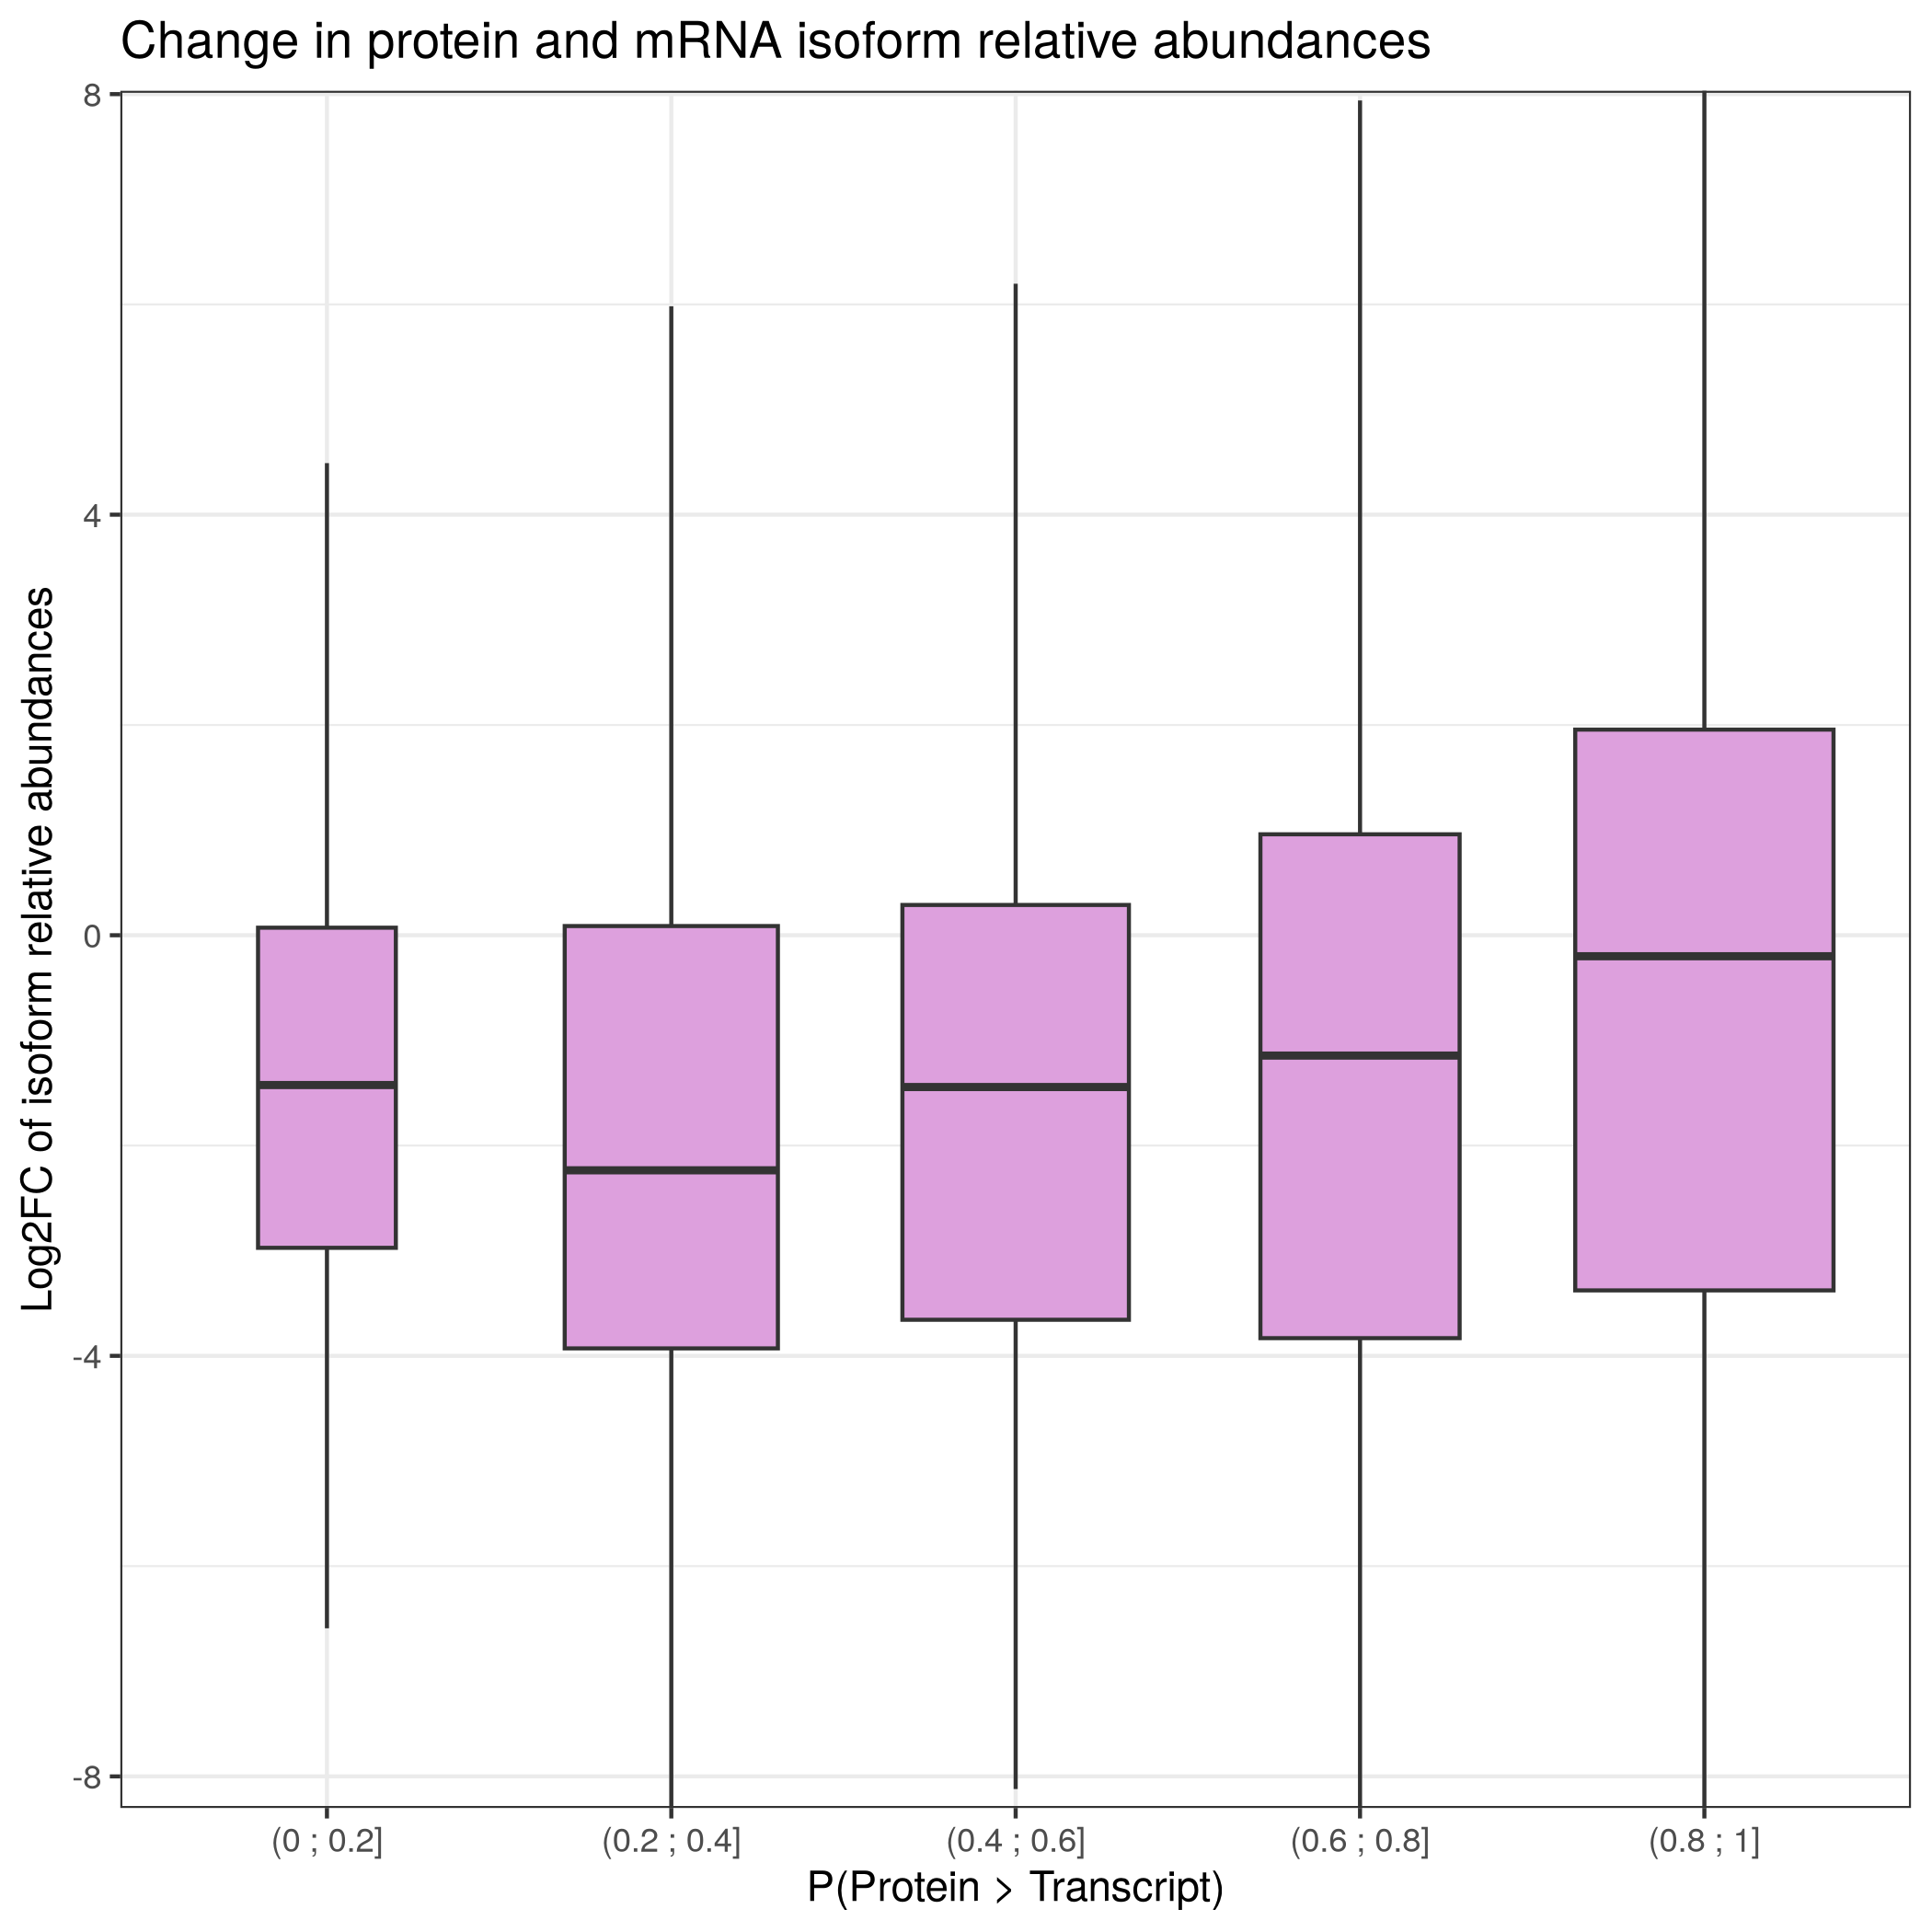 Change in protein and mRNA isoform relative abundances
Log2FC of isoform relative abundances
8
4
0
-4
-8
(0 ; 0.2]
(0.2 ; 0.4]
(0.4 ; 0.6]
(0.6 ; 0.8]
(0.8 ; 1]
P(Protein > Transcript)